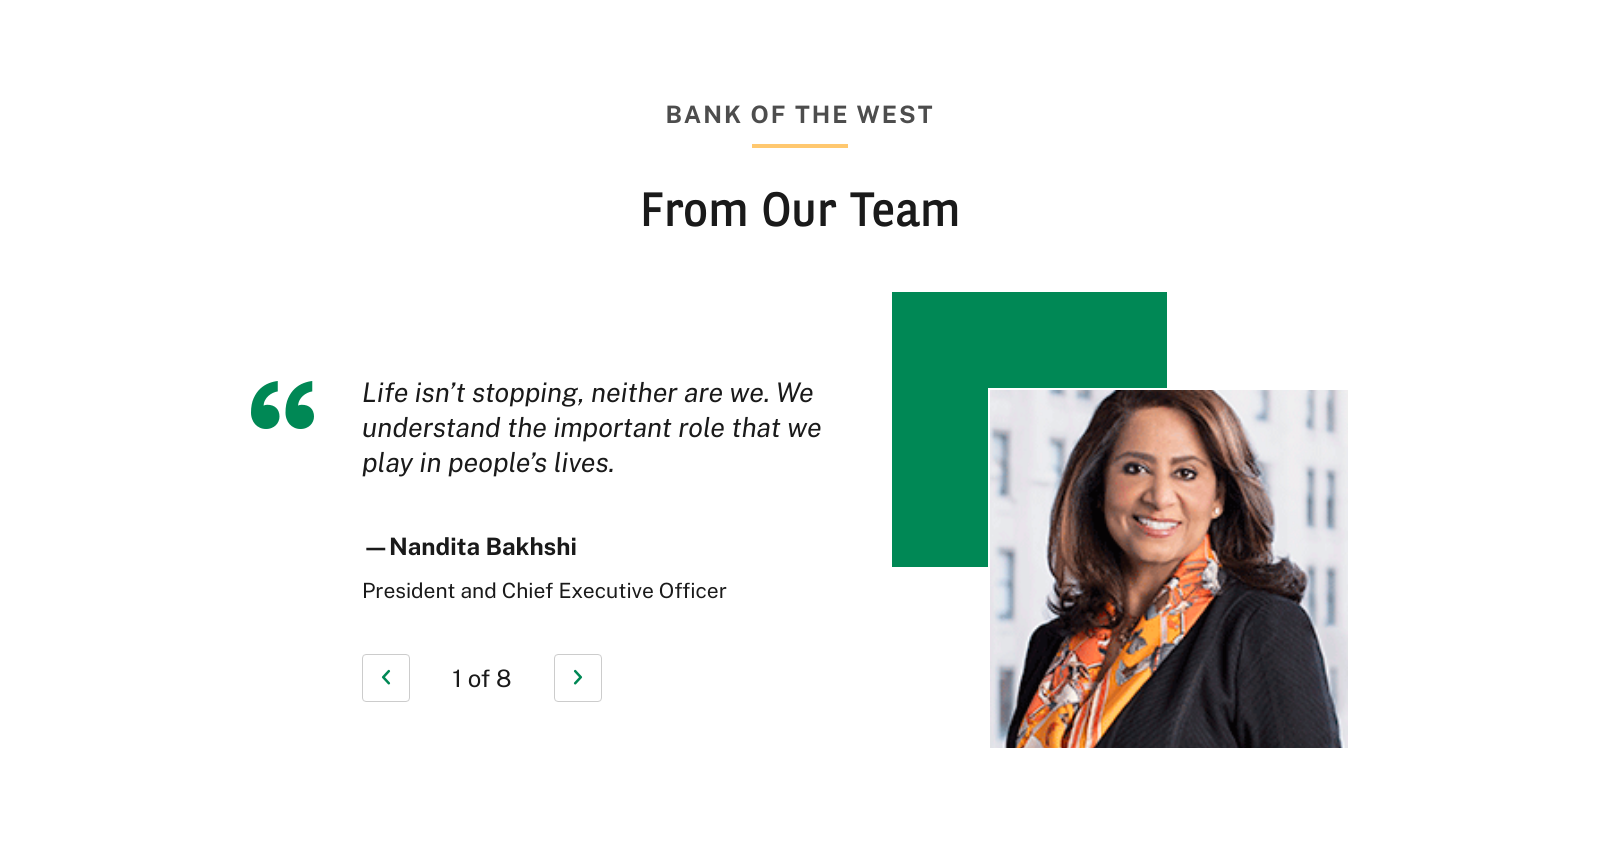 BANK OF THE WEST
From Our Team
“
Life isn’t stopping, neither are we. We
understand the important role that we
play in people’s lives.
—Nandita Bakhshi
President and Chief Executive Officer
1 of 8